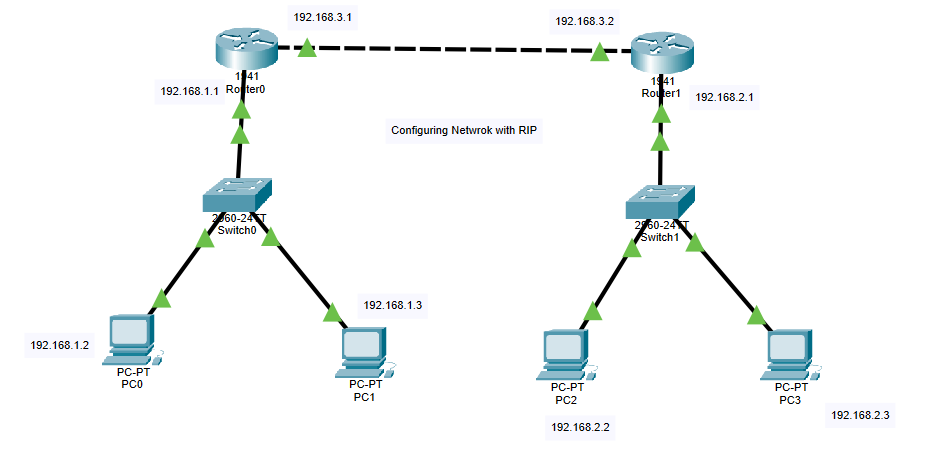 192.168.3.1
192.168.3.2
1941
Router0
1941
Router1
192.168.1.1
192.168.2.1
Configuring Netwrok with RIP
2960-24TT
Switch0
2960-24TT
Switch1
192.168.1.3
192.168.1.2
PC-PT
PC0
PC-PT
PC1
PC-PT
PC2
PC-PT
PC3
192.168.2.3
192.168.2.2